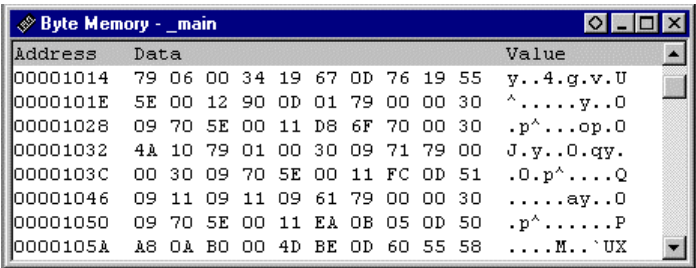 Byte Memory - _main
Address Data Value
00001014 79 06 00 34 19 67 0D 76 19 55 y..4.g.v.U
0000101E 5E 00 12 90 0D 01 79 00 00 30 ^.....y..0
00001028 09 70 5E 00 11 D8 6F 70 00 30 .p^...op.0
00001032 4A 10 79 01 00 30 09 71 79 00 J.y..0.qy.
0000103C 00 30 09 70 5E 00 11 FC 0D 51 .0.p^....Q
00001046 09 11 09 11 09 61 79 00 00 30 .....ay..0
00001050 09 70 5E 00 11 EA 0B 05 0D 50 .p^......P
0000105A A8 0A B0 00 4D BE 0D 60 55 58 ....M..`UX